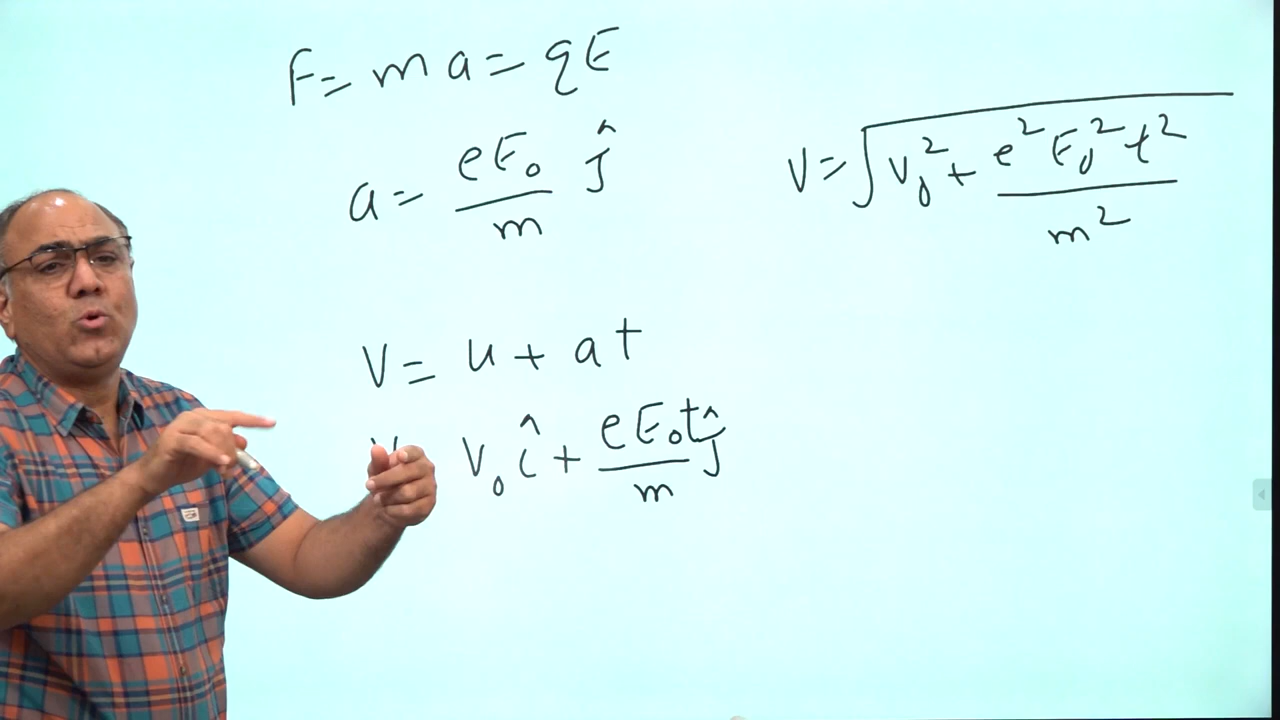 F = ma = qE
a = eE₀/m ĵ
v = u + at
v₀ î + eE₀t/m ĵ
v = √(v₀² + e²E₀²t²/m²)